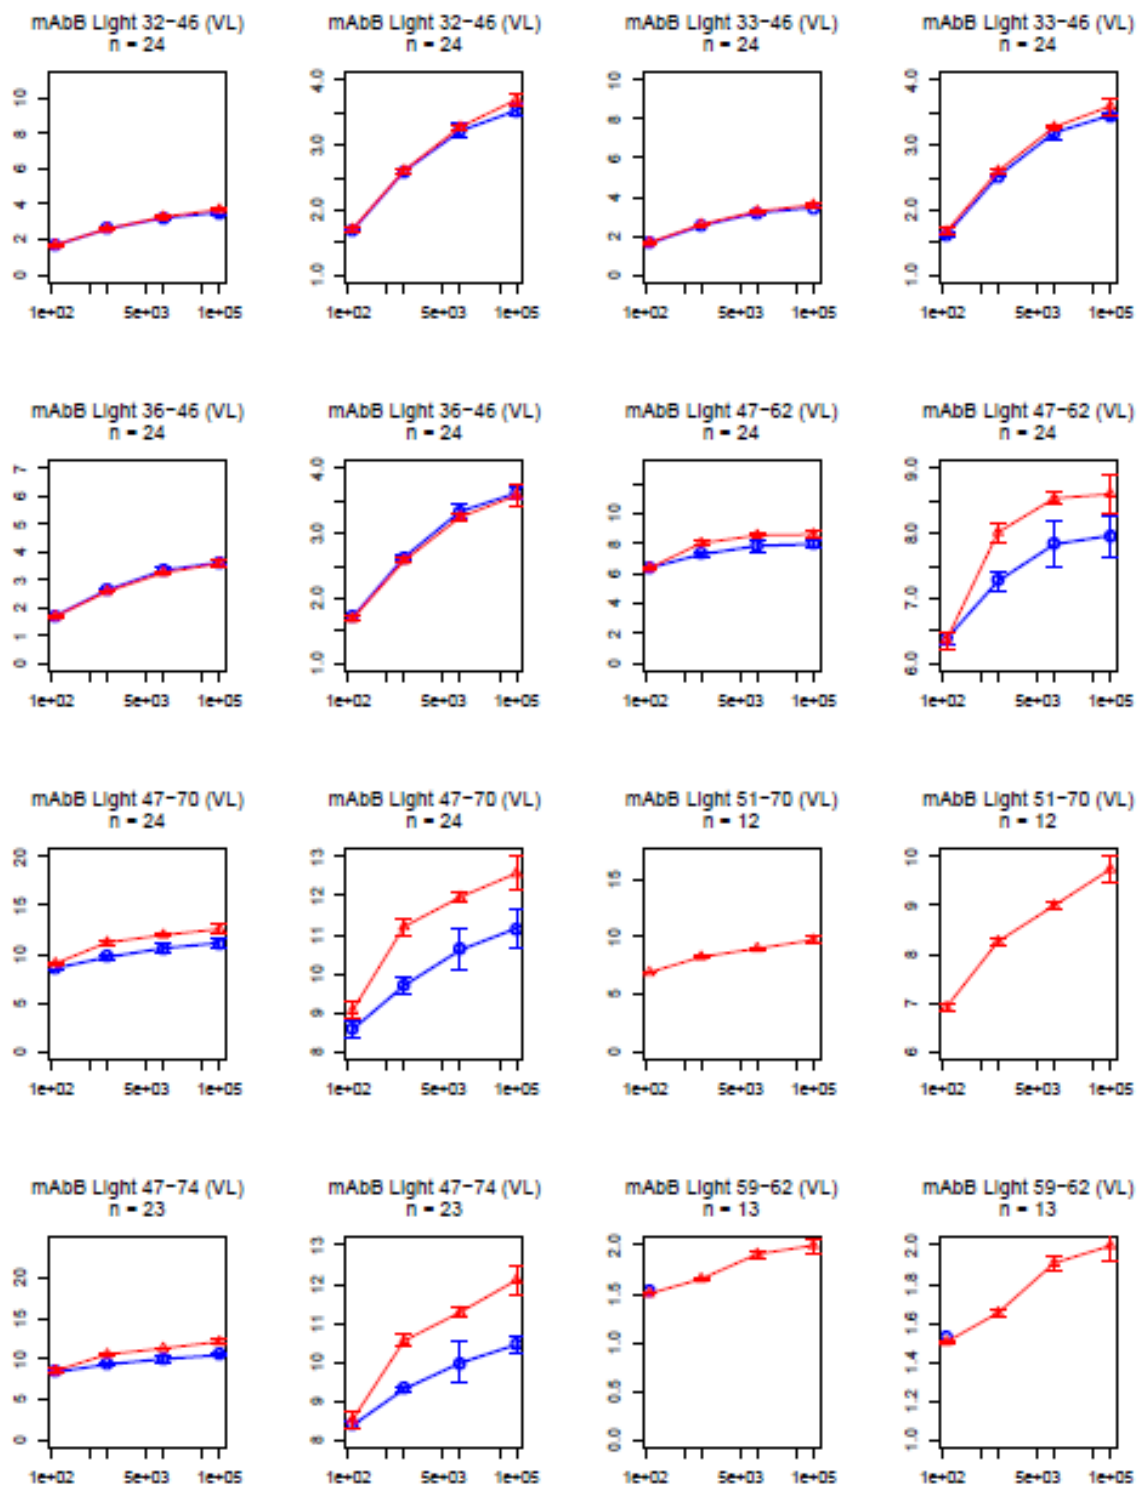 mAbB Light 32−46 (VL)
n = 24
mAbB Light 32−46 (VL)
n = 24
mAbB Light 33−46 (VL)
n = 24
mAbB Light 33−46 (VL)
n = 24
0 2 4 6 8 10
1.0 2.0 3.0 4.0
0 2 4 6 8 10
1.0 2.0 3.0 4.0
1e+02 5e+03 1e+05
1e+02 5e+03 1e+05
1e+02 5e+03 1e+05
1e+02 5e+03 1e+05
mAbB Light 36−46 (VL)
n = 24
mAbB Light 36−46 (VL)
n = 24
mAbB Light 47−62 (VL)
n = 24
mAbB Light 47−62 (VL)
n = 24
0 1 2 3 4 5 6 7
1.0 2.0 3.0 4.0
0 2 4 6 8 10
6.0 7.0 8.0 9.0
1e+02 5e+03 1e+05
1e+02 5e+03 1e+05
1e+02 5e+03 1e+05
1e+02 5e+03 1e+05
mAbB Light 47−70 (VL)
n = 24
mAbB Light 47−70 (VL)
n = 24
mAbB Light 51−70 (VL)
n = 12
mAbB Light 51−70 (VL)
n = 12
0 5 10 15 20
8 9 10 11 12 13
0 5 10 15
6 7 8 9 10
1e+02 5e+03 1e+05
1e+02 5e+03 1e+05
1e+02 5e+03 1e+05
1e+02 5e+03 1e+05
mAbB Light 47−74 (VL)
n = 23
mAbB Light 47−74 (VL)
n = 23
mAbB Light 59−62 (VL)
n = 13
mAbB Light 59−62 (VL)
n = 13
0 5 10 15 20
8 9 10 11 12 13
0.0 0.5 1.0 1.5 2.0
1.0 1.2 1.4 1.6 1.8 2.0
1e+02 5e+03 1e+05
1e+02 5e+03 1e+05
1e+02 5e+03 1e+05
1e+02 5e+03 1e+05